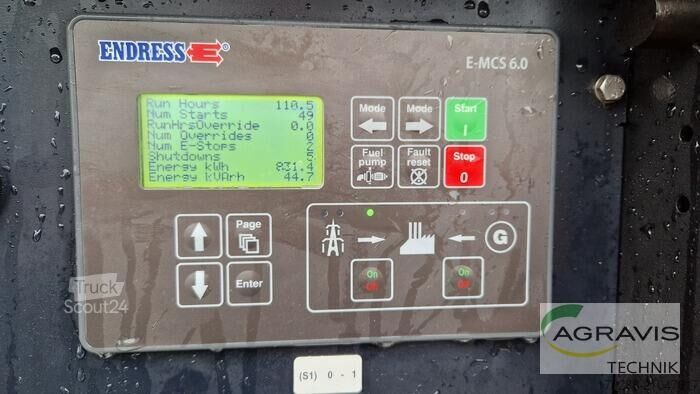 ENDRESS E ®
E-MCS 6.0
Run Hours 110.5
Num Starts 49
RunHrsOverride 0.0
Num Overrides 0
Num E-Stops 2
Shutdowns 5
Energy kWh 831.4
Energy kVArh 44.7
Mode
Mode
Start
I
Fuel pump
Fault reset
Stop
0
Page
Enter
G
On
Off
On
Off
(S1) 0 - 1
Truck
Scout24
AGRAVIS
TECHNIK